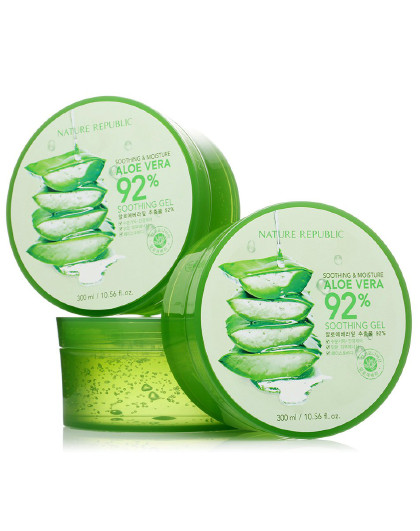 NATURE REPUBLIC
SOOTHING & MOISTURE
ALOE VERA
92%
SOOTHING GEL
300 ml / 10.56 fl. oz.
NATURE REPUBLIC
SOOTHING & MOISTURE
ALOE VERA
92%
SOOTHING GEL
92%
300 ml / 10.56 fl. oz.